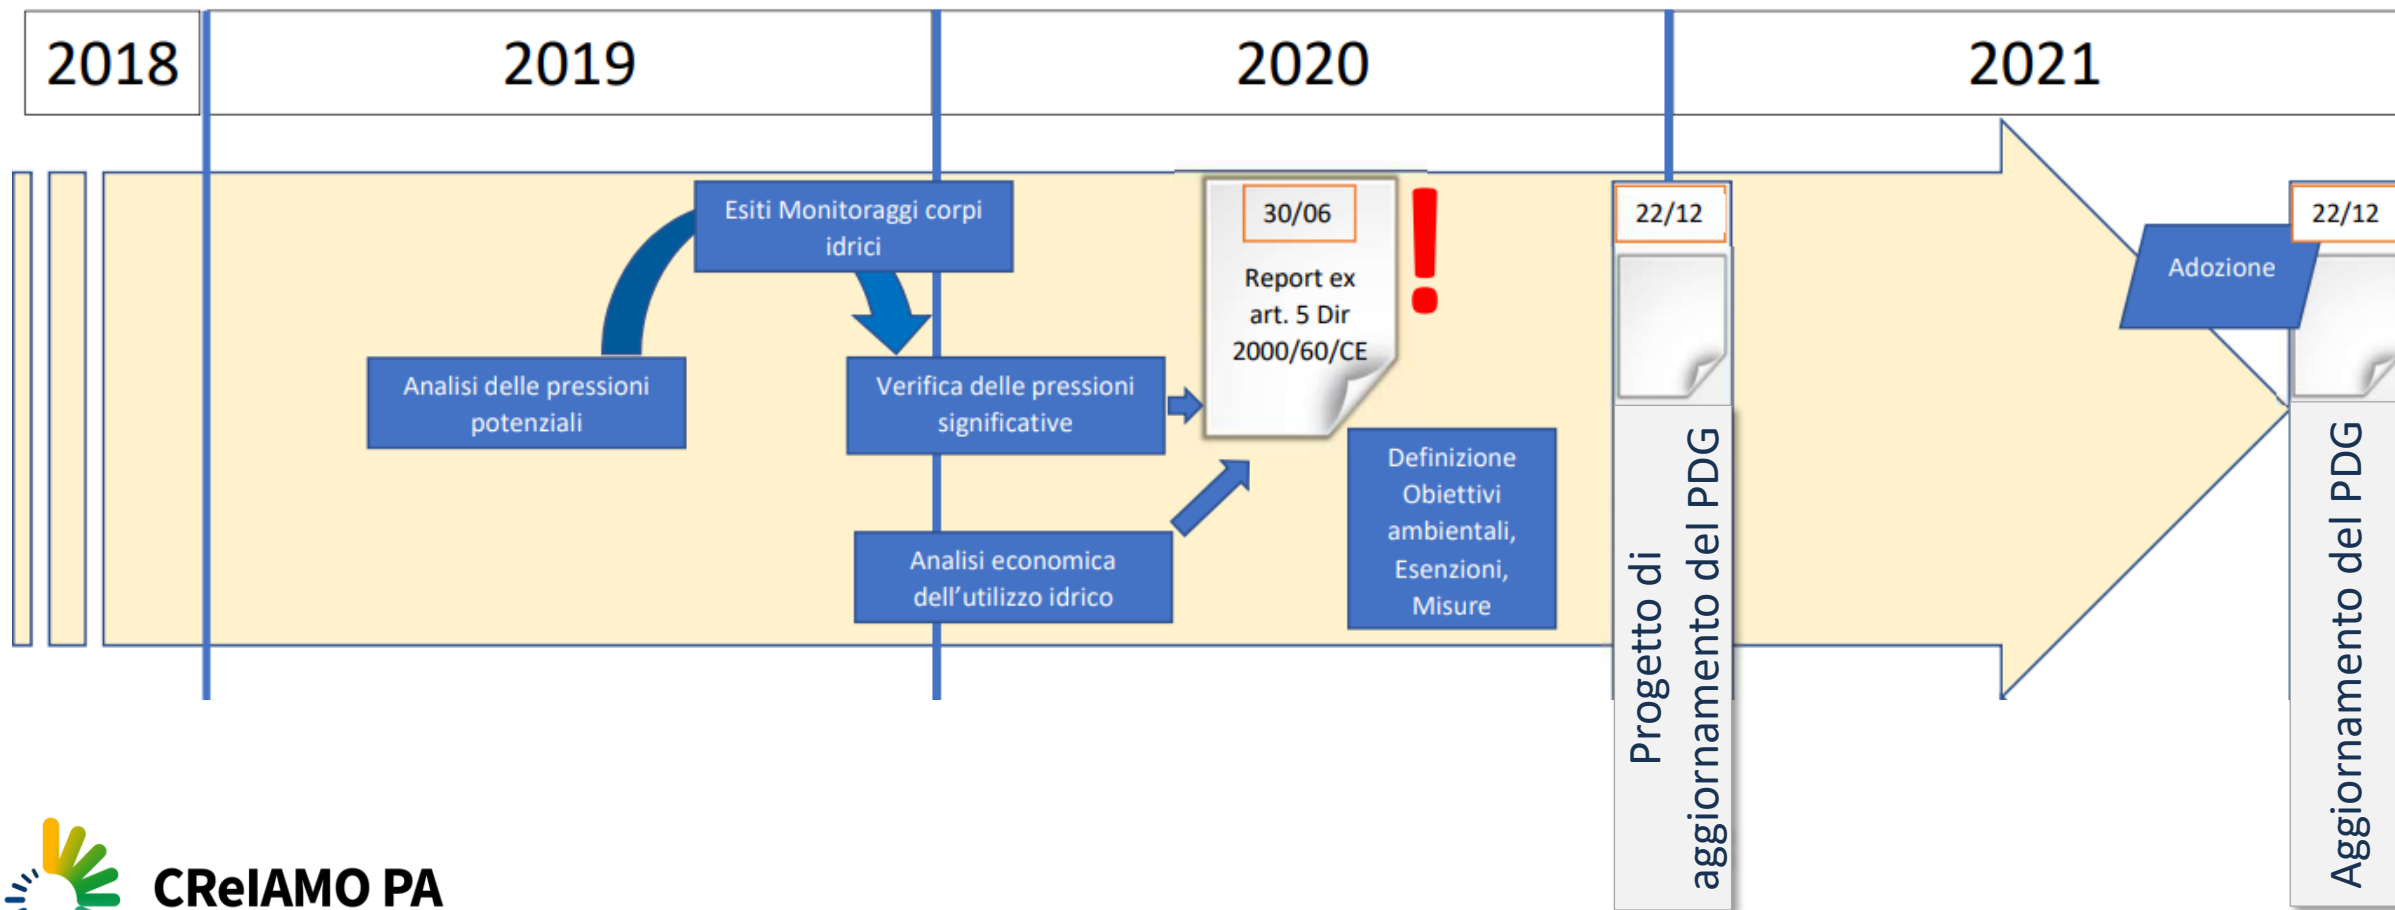 2018
2019
2020
2021
Esiti Monitoraggi corpi
idrici
30/06
Report ex
art. 5 Dir
2000/60/CE
!
22/12
22/12
Adozione
Analisi delle pressioni
potenziali
Verifica delle pressioni
significative
Definizione
Obiettivi
ambientali,
Esenzioni,
Misure
Analisi economica
dell'utilizzo idrico
Progetto di
aggiornamento del PDG
Aggiornamento del PDG
CReIAMO PA